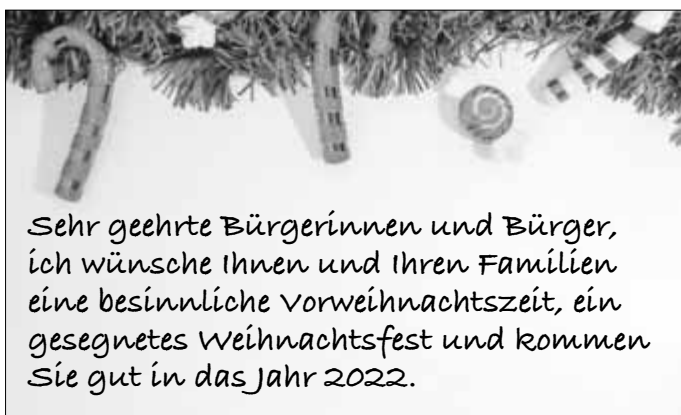 Sehr geehrte Bürgerinnen und Bürger,
ich wünsche Ihnen und Ihren Familien
eine besinnliche Vorweihnachtszeit, ein
gesegnetes Weihnachtsfest und kommen
Sie gut in das Jahr 2022.